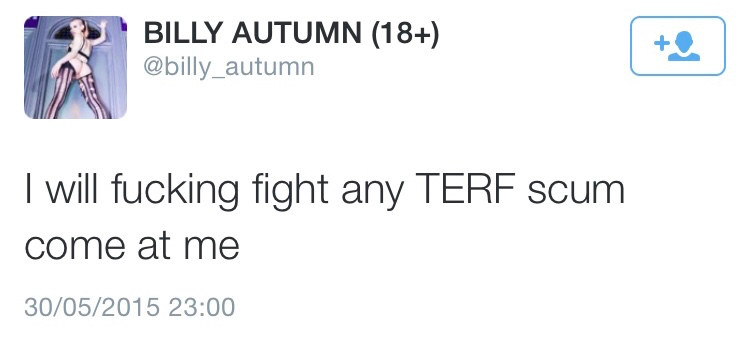 BILLY AUTUMN (18+)
@billy_autumn
I will fucking fight any TERF scum
come at me
30/05/2015 23:00